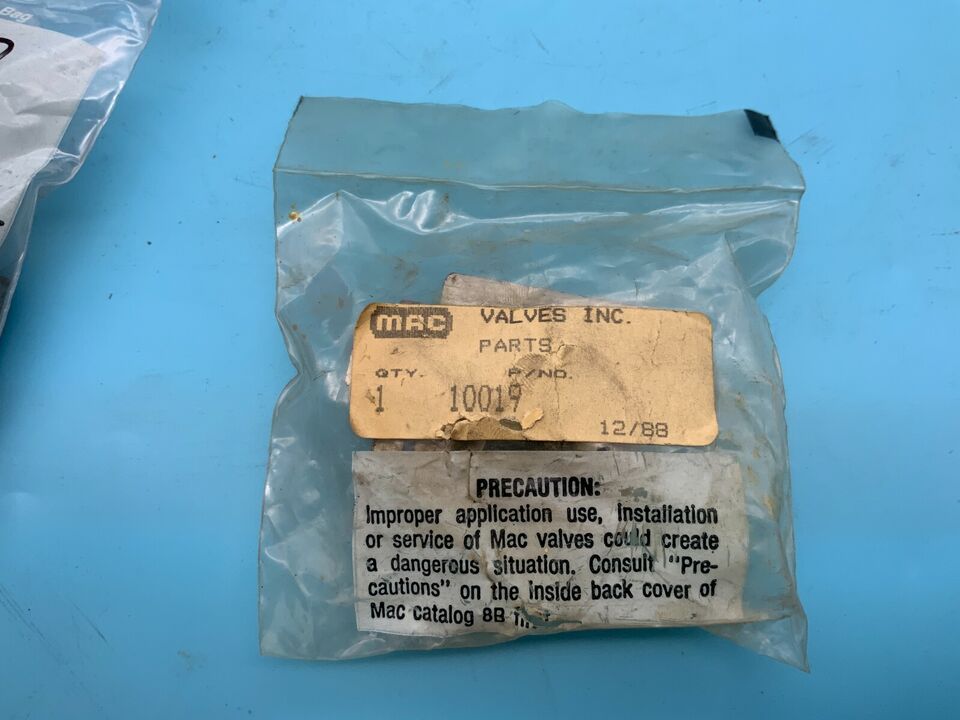 Bag
MAC VALVES INC.
PARTS
QTY. P/NO.
1 10019
12/88
PRECAUTION:
Improper application use, installation
or service of Mac valves could create
a dangerous situation. Consult "Pre-
cautions" on the inside back cover of
Mac catalog 8B